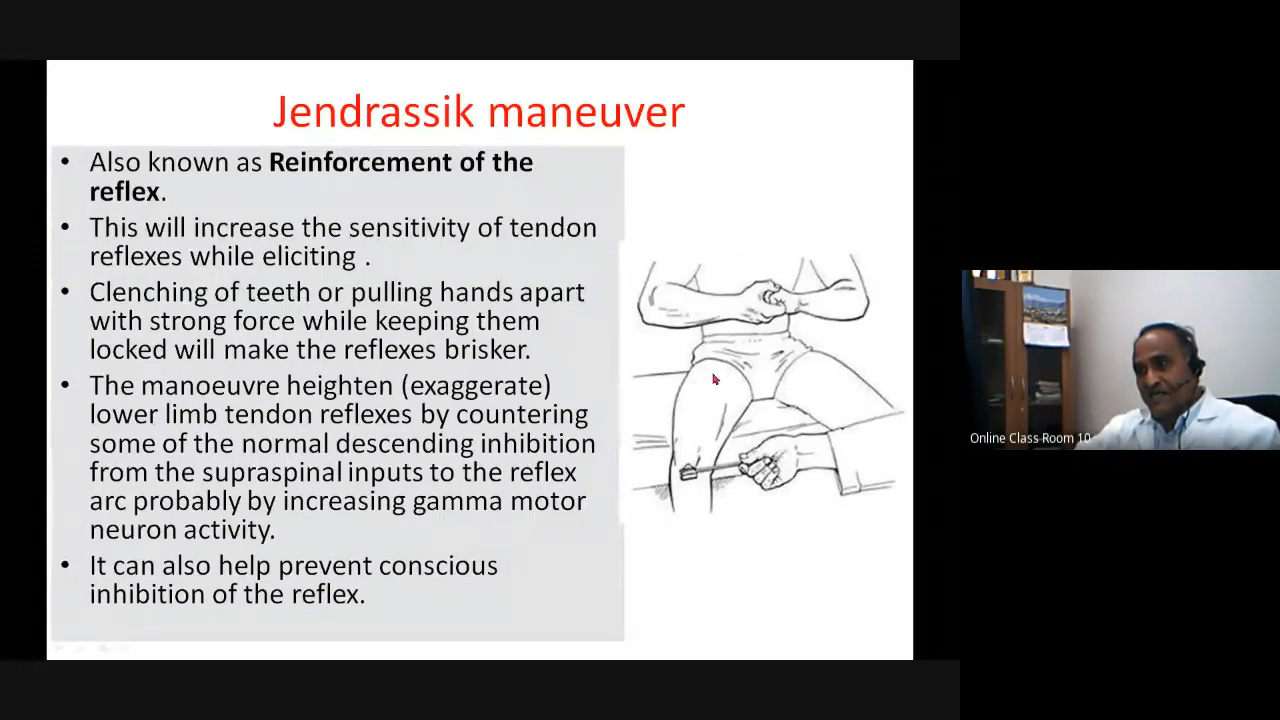 Jendrassik maneuver
• Also known as Reinforcement of the
reflex.
• This will increase the sensitivity of tendon
reflexes while eliciting .
• Clenching of teeth or pulling hands apart
with strong force while keeping them
locked will make the reflexes brisker.
• The manoeuvre heighten (exaggerate)
lower limb tendon reflexes by countering
some of the normal descending inhibition
from the supraspinal inputs to the reflex
arc probably by increasing gamma motor
neuron activity.
• It can also help prevent conscious
inhibition of the reflex.
Online Class Room 10